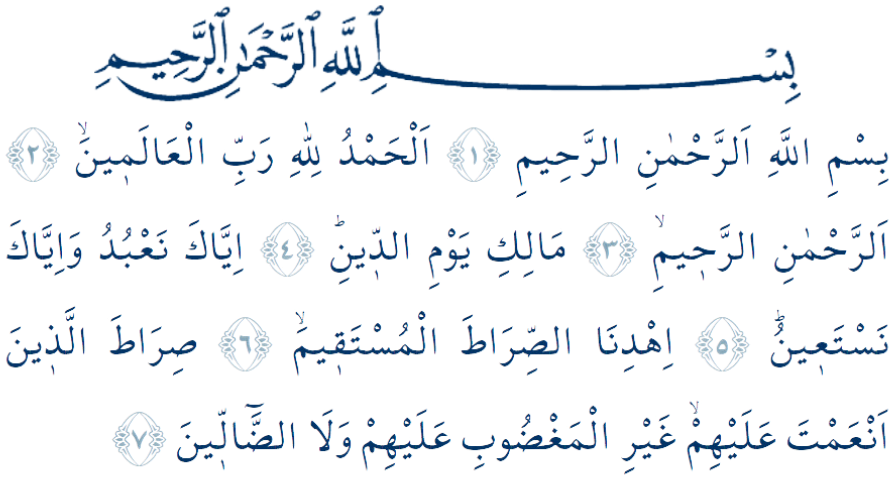 بِسْمِ اللَّهِ الرَّحْمٰنِ الرَّحِيمِ
بِسْمِ اللَّهِ اَلرَّحْمٰنِ الرَّحِيمِ ﴿١﴾ اَلْحَمْدُ لِلّٰهِ رَبِّ الْعَالَمٖينَۙ ﴿٢﴾
اَلرَّحْمٰنِ الرَّحٖيمِۙ ﴿٣﴾ مَالِكِ يَوْمِ الدّٖينِؕ ﴿٤﴾ اِيَّاكَ نَعْبُدُ وَاِيَّاكَ
نَسْتَعٖينُؕ ﴿٥﴾ اِهْدِنَا الصِّرَاطَ الْمُسْتَقٖيمَۙ ﴿٦﴾ صِرَاطَ الَّذٖينَ
اَنْعَمْتَ عَلَيْهِمْۙ غَيْرِ الْمَغْضُوبِ عَلَيْهِمْ وَلَا الضَّٓالّٖينَ ﴿٧﴾